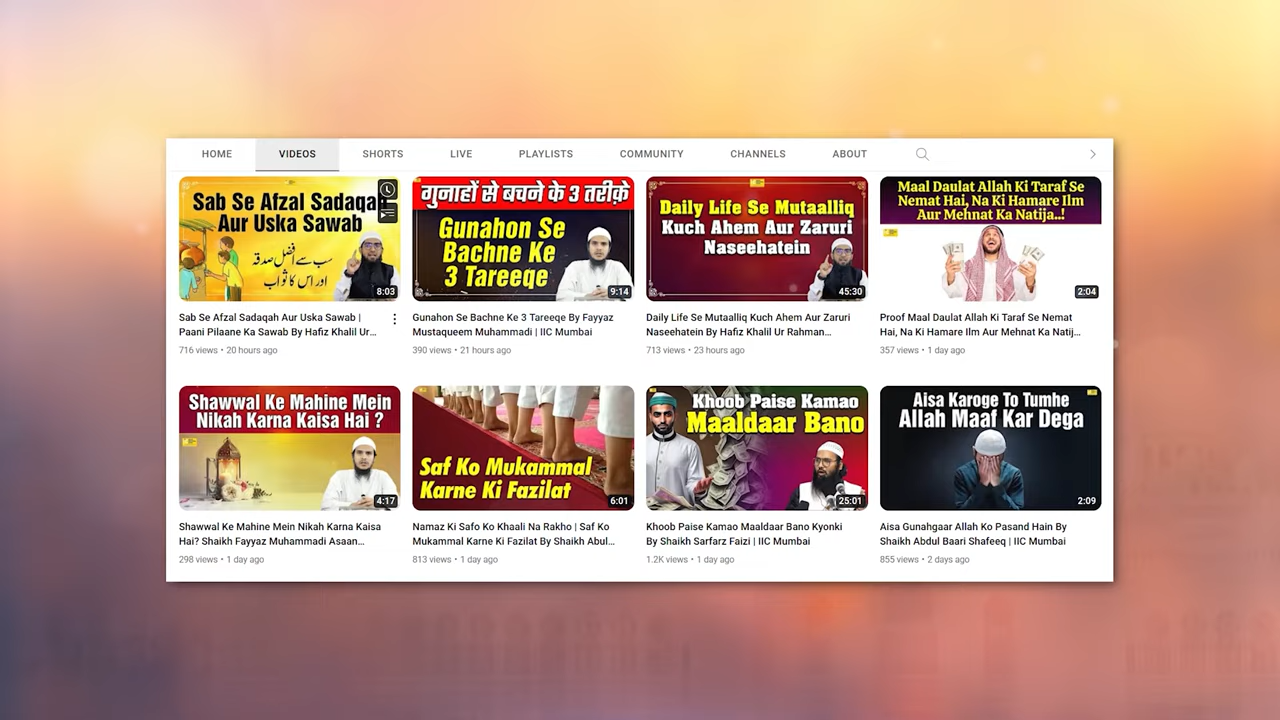 HOME VIDEOS SHORTS LIVE PLAYLISTS COMMUNITY CHANNELS ABOUT
Sab Se Afzal Sadaqah
Aur Uska Sawab
سب سے افضل صدقہ
اور اس کا ثواب
8:03
Sab Se Afzal Sadaqah Aur Uska Sawab |
Paani Pilaane Ka Sawab By Hafiz Khalil Ur...
716 views • 20 hours ago
गुनाहों से बचने के 3 तरीक़े
Gunahon Se
Bachne Ke
3 Tareeqe
9:14
Gunahon Se Bachne Ke 3 Tareeqe By Fayyaz
Mustaqueem Muhammadi | IIC Mumbai
390 views • 21 hours ago
Daily Life Se Mutaalliq
Kuch Ahem Aur Zaruri
Naseehatein
45:30
Daily Life Se Mutaalliq Kuch Ahem Aur Zaruri
Naseehatein By Hafiz Khalil Ur Rahman...
713 views • 23 hours ago
Maal Daulat Allah Ki Taraf Se
Nemat Hai, Na Ki Hamare Ilm
Aur Mehnat Ka Natija..!
2:04
Proof Maal Daulat Allah Ki Taraf Se Nemat
Hai, Na Ki Hamare Ilm Aur Mehnat Ka Natij...
357 views • 1 day ago
Shawwal Ke Mahine Mein
Nikah Karna Kaisa Hai ?
4:17
Shawwal Ke Mahine Mein Nikah Karna Kaisa
Hai? Shaikh Fayyaz Muhammadi Asaan...
298 views • 1 day ago
Saf Ko Mukammal
Karne Ki Fazilat
6:01
Namaz Ki Safo Ko Khaali Na Rakho | Saf Ko
Mukammal Karne Ki Fazilat By Shaikh Abul...
813 views • 1 day ago
Khoob Paise Kamao
Maaldaar Bano
25:01
Khoob Paise Kamao Maaldaar Bano Kyonki
By Shaikh Sarfarz Faizi | IIC Mumbai
1.2K views • 1 day ago
Aisa Karoge To Tumhe
Allah Maaf Kar Dega
2:09
Aisa Gunahgaar Allah Ko Pasand Hain By
Shaikh Abdul Baari Shafeeq | IIC Mumbai
855 views • 2 days ago